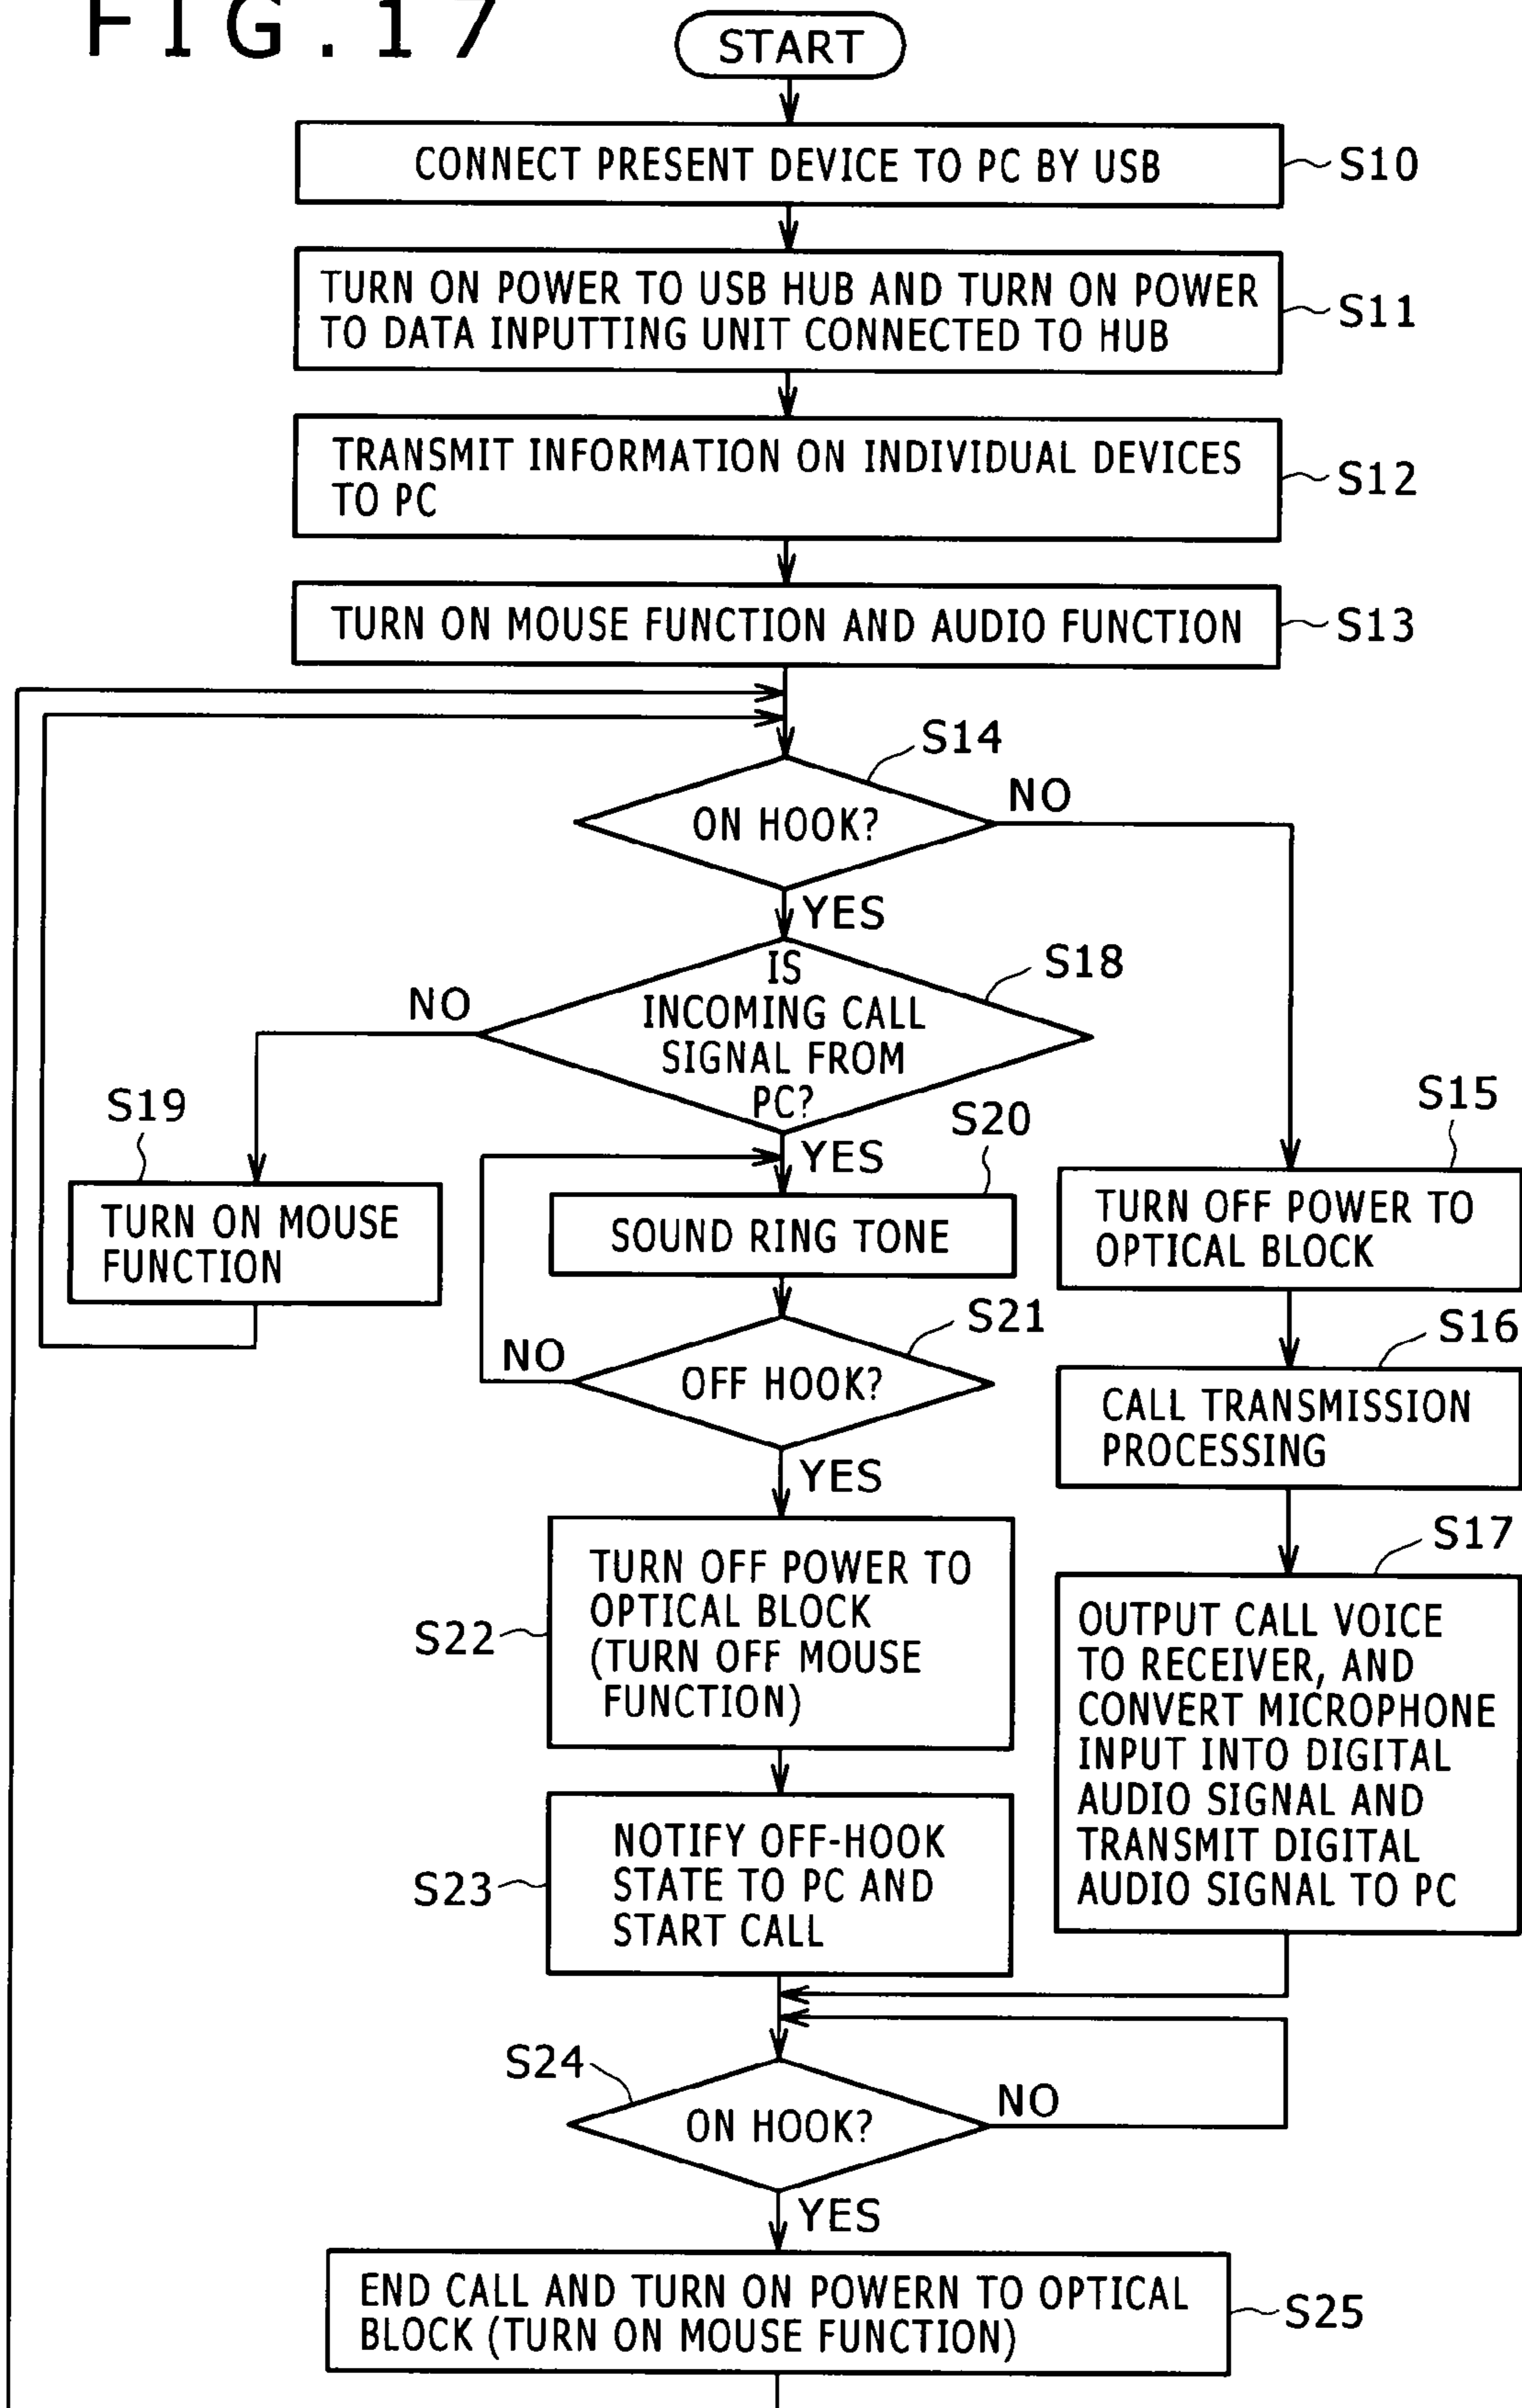 FIG.17
START
CONNECT PRESENT DEVICE TO PC BY USB
S10
TURN ON POWER TO USB HUB AND TURN ON POWER
TO DATA INPUTTING UNIT CONNECTED TO HUB
S11
TRANSMIT INFORMATION ON INDIVIDUAL DEVICES
TO PC
S12
TURN ON MOUSE FUNCTION AND AUDIO FUNCTION
S13
S14
ON HOOK?
NO
YES
S18
IS
INCOMING CALL
SIGNAL FROM
PC?
NO
YES
S19
TURN ON MOUSE
FUNCTION
S20
SOUND RING TONE
S21
OFF HOOK?
NO
YES
S15
TURN OFF POWER TO
OPTICAL BLOCK
S16
CALL TRANSMISSION
PROCESSING
S17
OUTPUT CALL VOICE
TO RECEIVER, AND
CONVERT MICROPHONE
INPUT INTO DIGITAL
AUDIO SIGNAL AND
TRANSMIT DIGITAL
AUDIO SIGNAL TO PC
S22
TURN OFF POWER TO
OPTICAL BLOCK
(TURN OFF MOUSE
FUNCTION)
S23
NOTIFY OFF-HOOK
STATE TO PC AND
START CALL
S24
ON HOOK?
NO
YES
END CALL AND TURN ON POWERN TO OPTICAL
BLOCK (TURN ON MOUSE FUNCTION)
S25